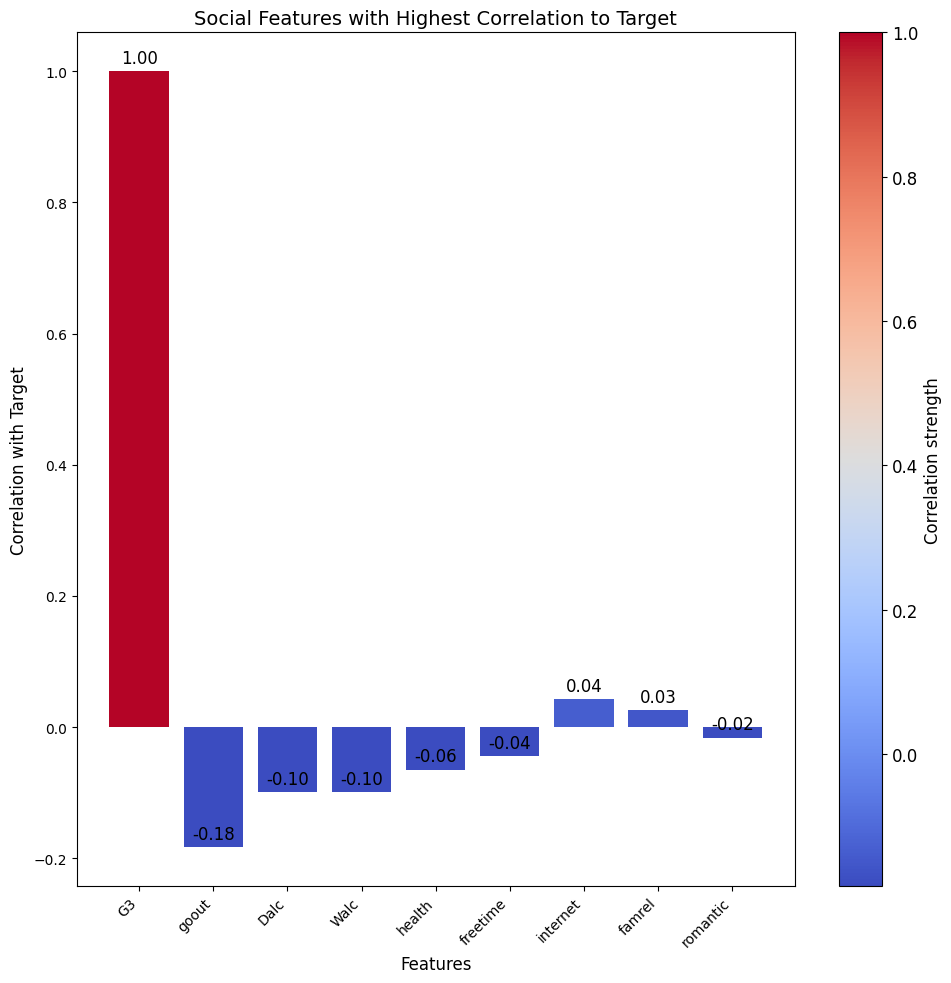 Social Features with Highest Correlation to Target
Correlation with Target
1.0
0.8
0.6
0.4
0.2
0.0
−0.2
1.00
-0.18
-0.10
-0.10
-0.06
-0.04
0.04
0.03
-0.02
G3
goout
Dalc
Walc
health
freetime
internet
famrel
romantic
Features
1.0
0.8
0.6
0.4
0.2
0.0
Correlation strength